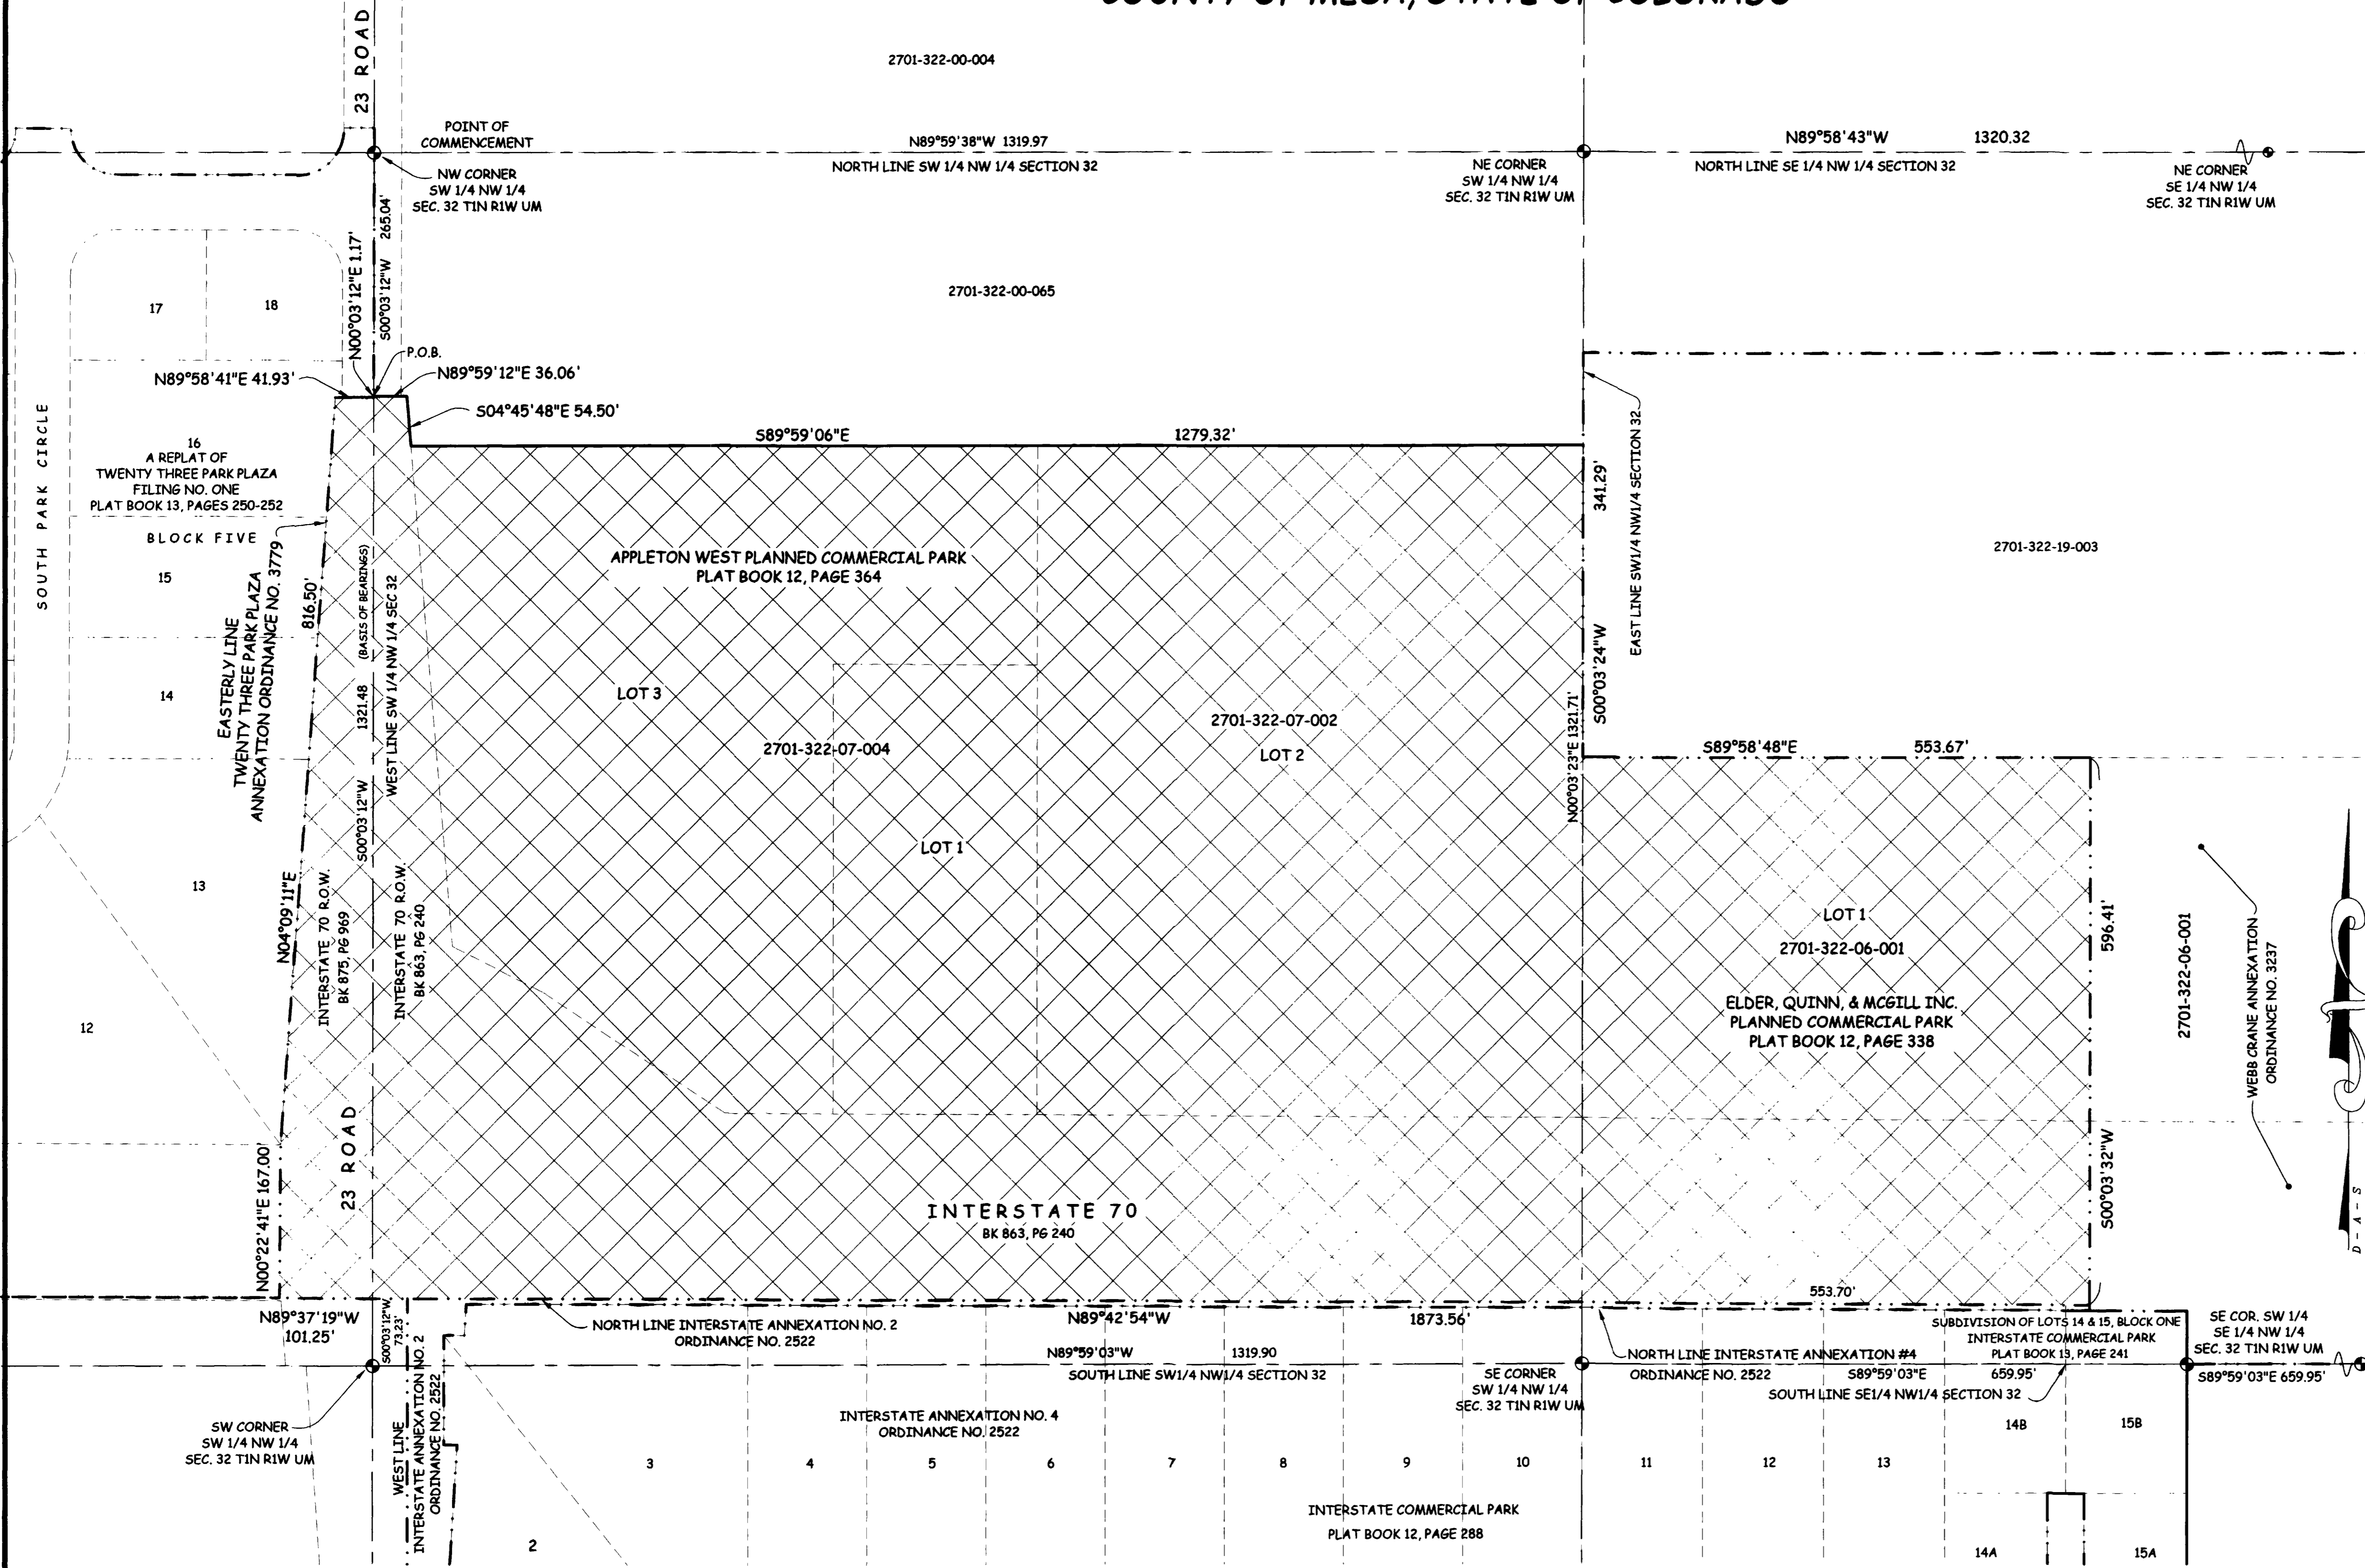 23 ROAD
2701-322-00-004
POINT OF
COMMENCEMENT
N89°59'38"W 1319.97
NORTH LINE SW 1/4 NW 1/4 SECTION 32
N89°58'43"W 1320.32
NORTH LINE SE 1/4 NW 1/4 SECTION 32
NW CORNER
SW 1/4 NW 1/4
SEC. 32 T1N R1W UM
NE CORNER
SW 1/4 NW 1/4
SEC. 32 T1N R1W UM
NE CORNER
SE 1/4 NW 1/4
SEC. 32 T1N R1W UM
N00°03'12"E 1.17'
S00°03'12"W 265.04'
17
18
2701-322-00-065
P.O.B.
N89°58'41"E 41.93'
N89°59'12"E 36.06'
S04°45'48"E 54.50'
S89°59'06"E 1279.32'
SOUTH PARK CIRCLE
16
A REPLAT OF
TWENTY THREE PARK PLAZA
FILING NO. ONE
PLAT BOOK 13, PAGES 250-252
BLOCK FIVE
15
14
13
12
EASTERLY LINE
TWENTY THREE PARK PLAZA
ANNEXATION ORDINANCE NO. 3779
N04°09'11"E 816.50'
S00°03'12"W 1321.48 (BASIS OF BEARINGS)
WEST LINE SW 1/4 NW 1/4 SEC 32
INTERSTATE 70 R.O.W.
BK 875, PG 969
INTERSTATE 70 R.O.W.
BK 863, PG 240
23 ROAD
APPLETON WEST PLANNED COMMERCIAL PARK
PLAT BOOK 12, PAGE 364
LOT 3
2701-322-07-004
LOT 1
2701-322-07-002
LOT 2
N00°03'23"E 1321.71'
S00°03'24"W 341.29'
EAST LINE SW1/4 NW1/4 SECTION 32
2701-322-19-003
S89°58'48"E 553.67'
LOT 1
2701-322-06-001
ELDER, QUINN, & MCGILL INC.
PLANNED COMMERCIAL PARK
PLAT BOOK 12, PAGE 338
S00°03'32"W 596.41'
2701-322-06-001
WEBB CRANE ANNEXATION
ORDINANCE NO. 3237
D-A-S
INTERSTATE 70
BK 863, PG 240
N00°22'41"E 167.00'
N89°37'19"W
101.25'
S00°03'12"W
73.23'
NORTH LINE INTERSTATE ANNEXATION NO. 2
ORDINANCE NO. 2522
N89°42'54"W 1873.56'
553.70'
N89°59'03"W 1319.90
SOUTH LINE SW1/4 NW1/4 SECTION 32
SE CORNER
SW 1/4 NW 1/4
SEC. 32 T1N R1W UM
NORTH LINE INTERSTATE ANNEXATION #4
ORDINANCE NO. 2522
S89°59'03"E 659.95'
SOUTH LINE SE1/4 NW1/4 SECTION 32
SUBDIVISION OF LOTS 14 & 15, BLOCK ONE
INTERSTATE COMMERCIAL PARK
PLAT BOOK 13, PAGE 241
SE COR. SW 1/4
SE 1/4 NW 1/4
SEC. 32 T1N R1W UM
S89°59'03"E 659.95'
SW CORNER
SW 1/4 NW 1/4
SEC. 32 T1N R1W UM
WEST LINE
INTERSTATE ANNEXATION NO. 2
ORDINANCE NO. 2522
INTERSTATE ANNEXATION NO. 4
ORDINANCE NO. 2522
2
3
4
5
6
7
8
9
10
11
12
13
14B
15B
INTERSTATE COMMERCIAL PARK
PLAT BOOK 12, PAGE 288
14A
15A